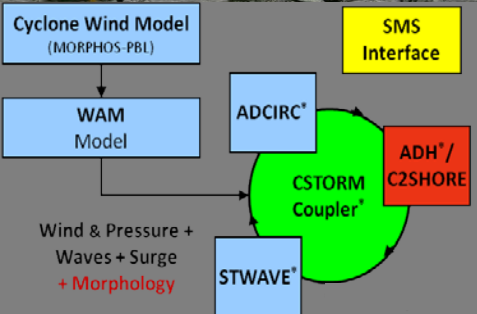 Cyclone Wind Model
(MORPHOS-PBL)
SMS
Interface
WAM
Model
ADCIRC*
ADH*/
C2SHORE
CSTORM
Coupler*
Wind & Pressure +
Waves + Surge
+ Morphology
STWAVE*